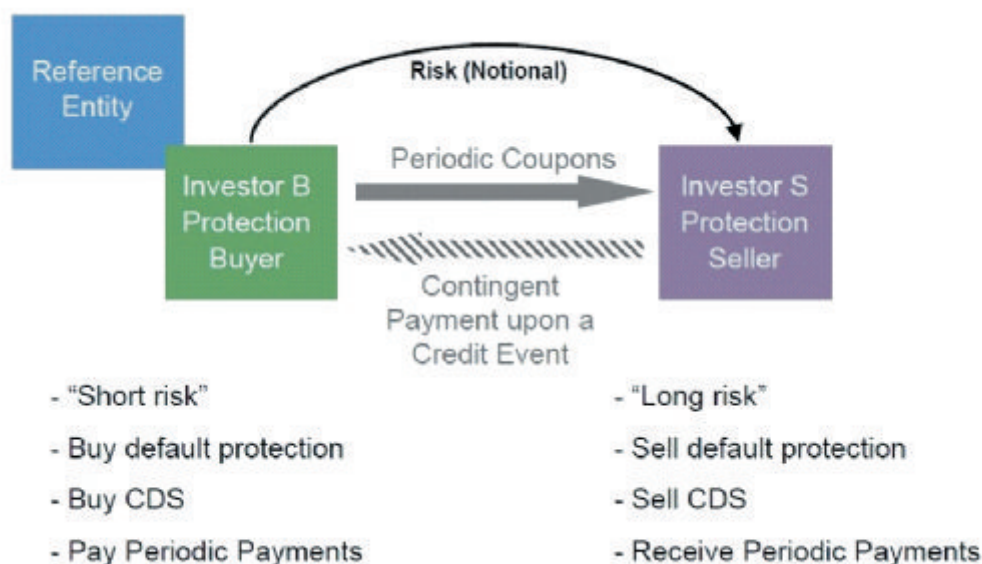 Reference
Entity
Risk (Notional)
Investor B
Protection
Buyer
Periodic Coupons
Contingent
Payment upon a
Credit Event
Investor S
Protection
Seller
- “Short risk”
- Buy default protection
- Buy CDS
- Pay Periodic Payments
- “Long risk”
- Sell default protection
- Sell CDS
- Receive Periodic Payments